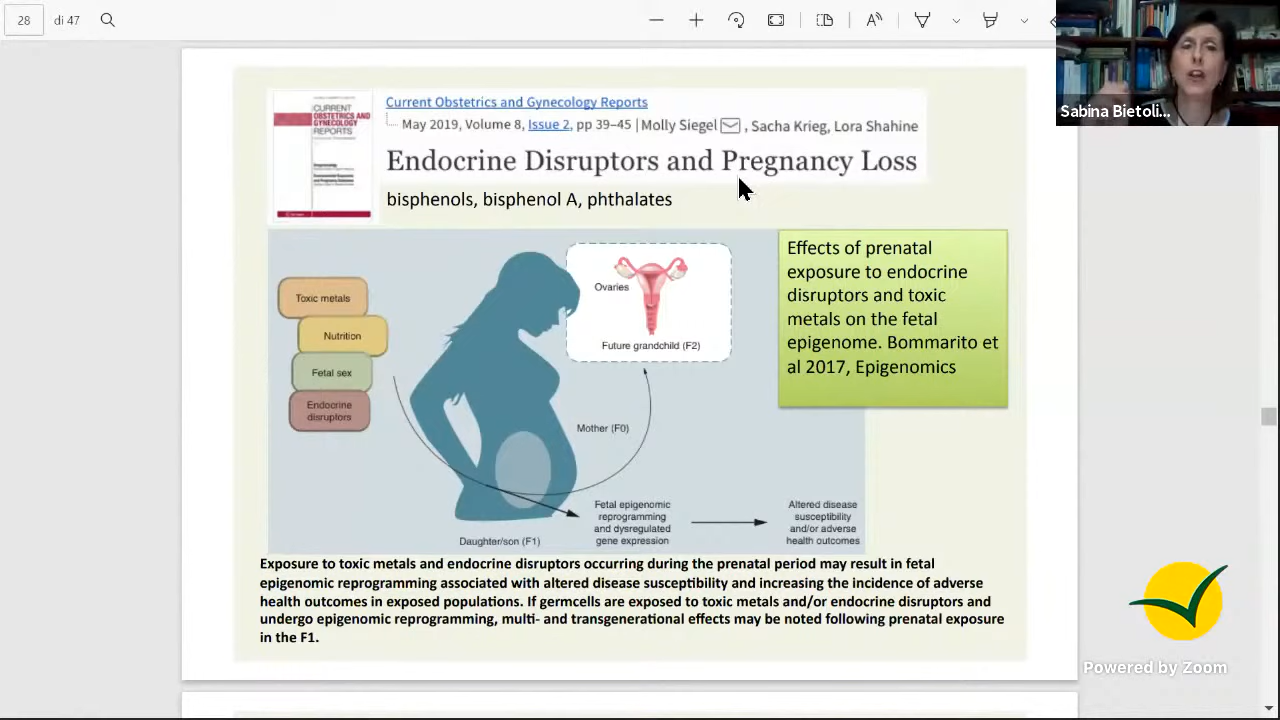 28 di 47
Sabina Bietoli...
CURRENT
OBSTETRICS AND
GYNECOLOGY
REPORTS
Current Obstetrics and Gynecology Reports
May 2019, Volume 8, Issue 2, pp 39–45 | Molly Siegel , Sacha Krieg, Lora Shahine
Endocrine Disruptors and Pregnancy Loss
bisphenols, bisphenol A, phthalates
Toxic metals
Nutrition
Fetal sex
Endocrine
disruptors
Ovaries
Future grandchild (F2)
Mother (F0)
Daughter/son (F1)
Fetal epigenomic
reprogramming
and dysregulated
gene expression
Altered disease
susceptibility
and/or adverse
health outcomes
Effects of prenatal
exposure to endocrine
disruptors and toxic
metals on the fetal
epigenome. Bommarito et
al 2017, Epigenomics
Exposure to toxic metals and endocrine disruptors occurring during the prenatal period may result in fetal
epigenomic reprogramming associated with altered disease susceptibility and increasing the incidence of adverse
health outcomes in exposed populations. If germcells are exposed to toxic metals and/or endocrine disruptors and
undergo epigenomic reprogramming, multi- and transgenerational effects may be noted following prenatal exposure
in the F1.
Powered by Zoom